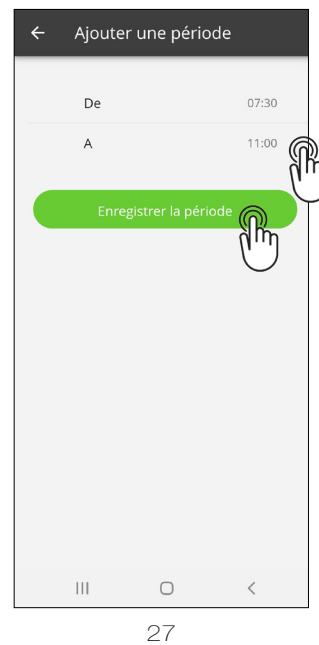 Ajouter une période
De 07:30
A 11:00
Enregistrer la période
27